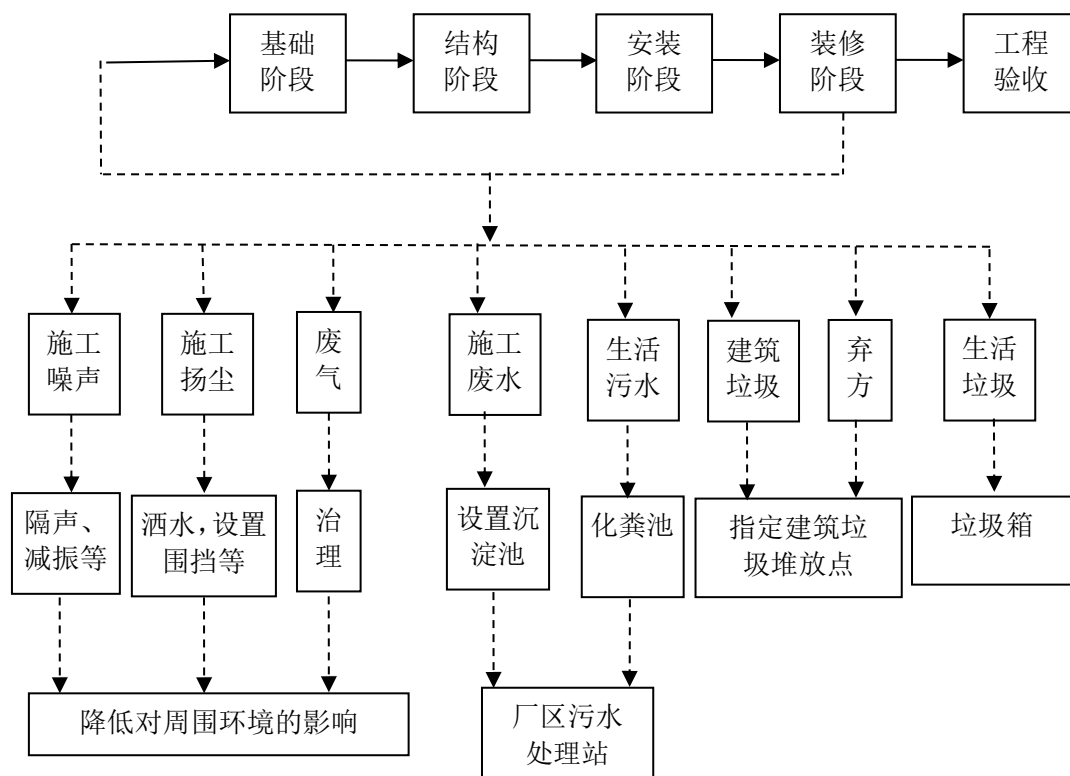 基础
阶段
结构
阶段
安装
阶段
装修
阶段
工程
验收
施工
噪声
施工
扬尘
废
气
施工
废水
生活
污水
建筑
垃圾
弃
方
生活
垃圾
隔声、
减振等
洒水，设置
围挡等
治
理
设置沉
淀池
化粪池
指定建筑垃
圾堆放点
垃圾箱
降低对周围环境的影响
厂区污水
处理站